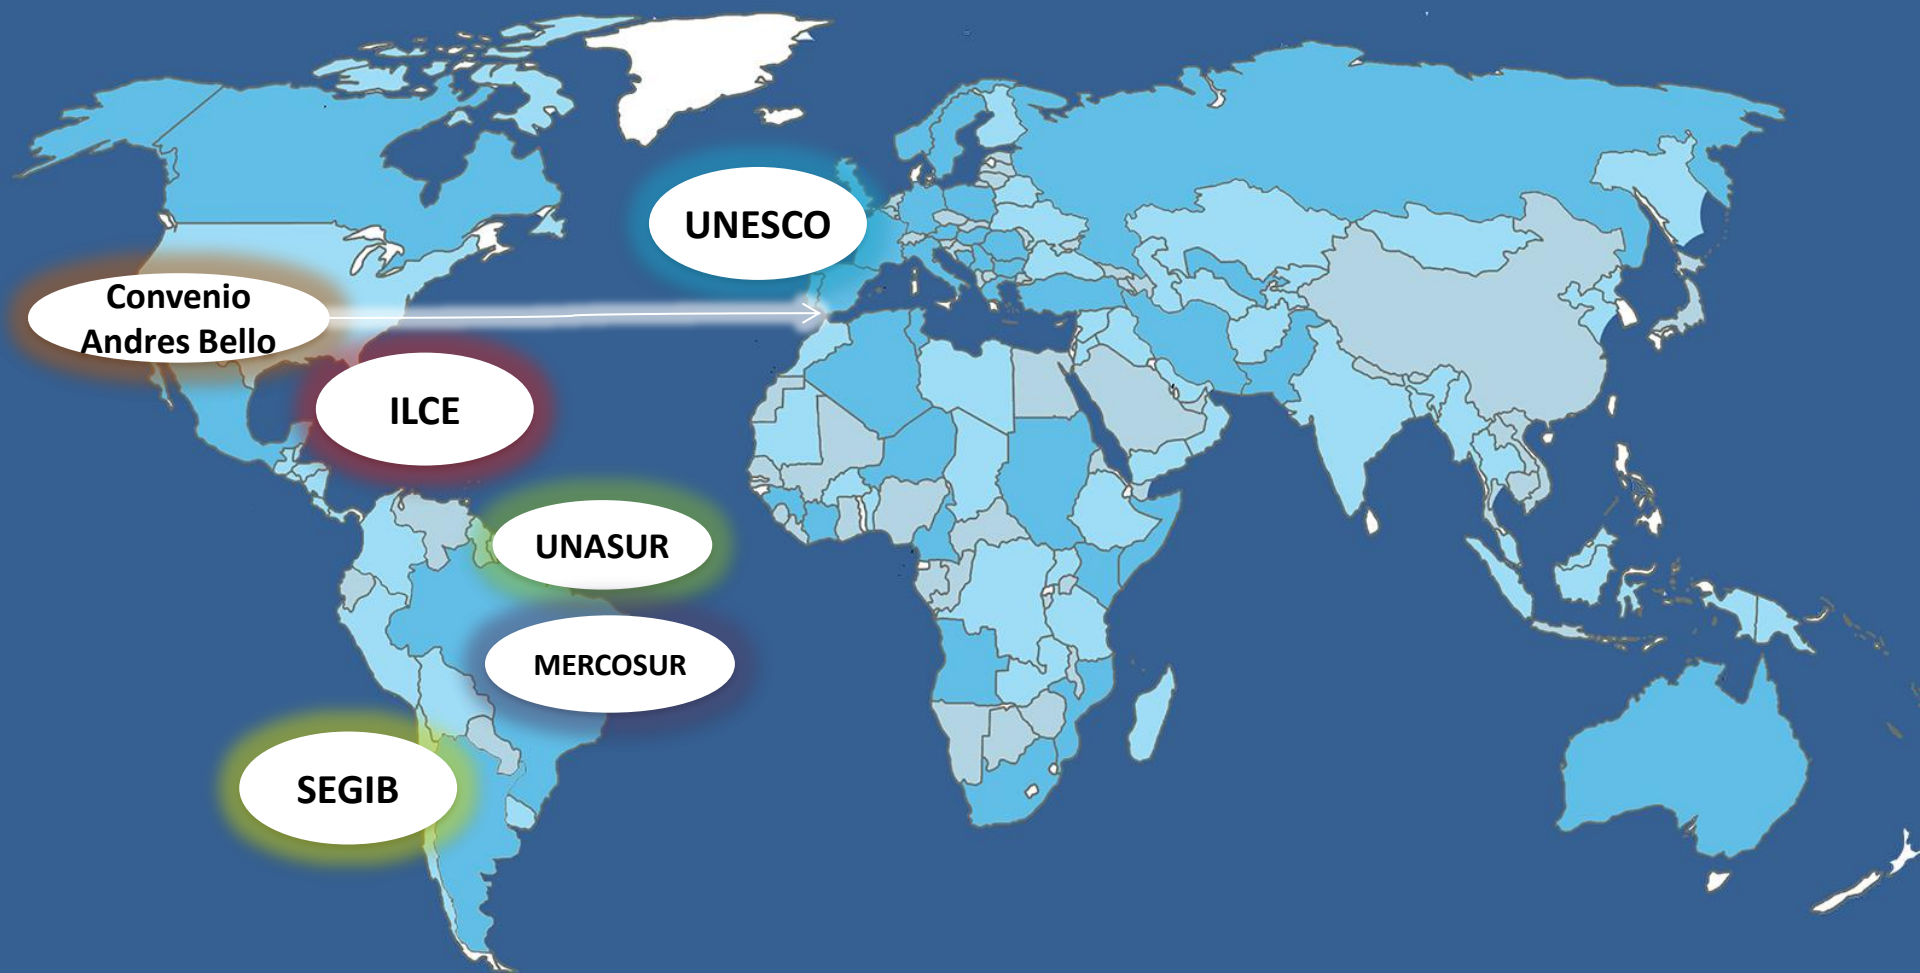 UNESCO
Convenio
Andres Bello
ILCE
UNASUR
MERCOSUR
SEGIB